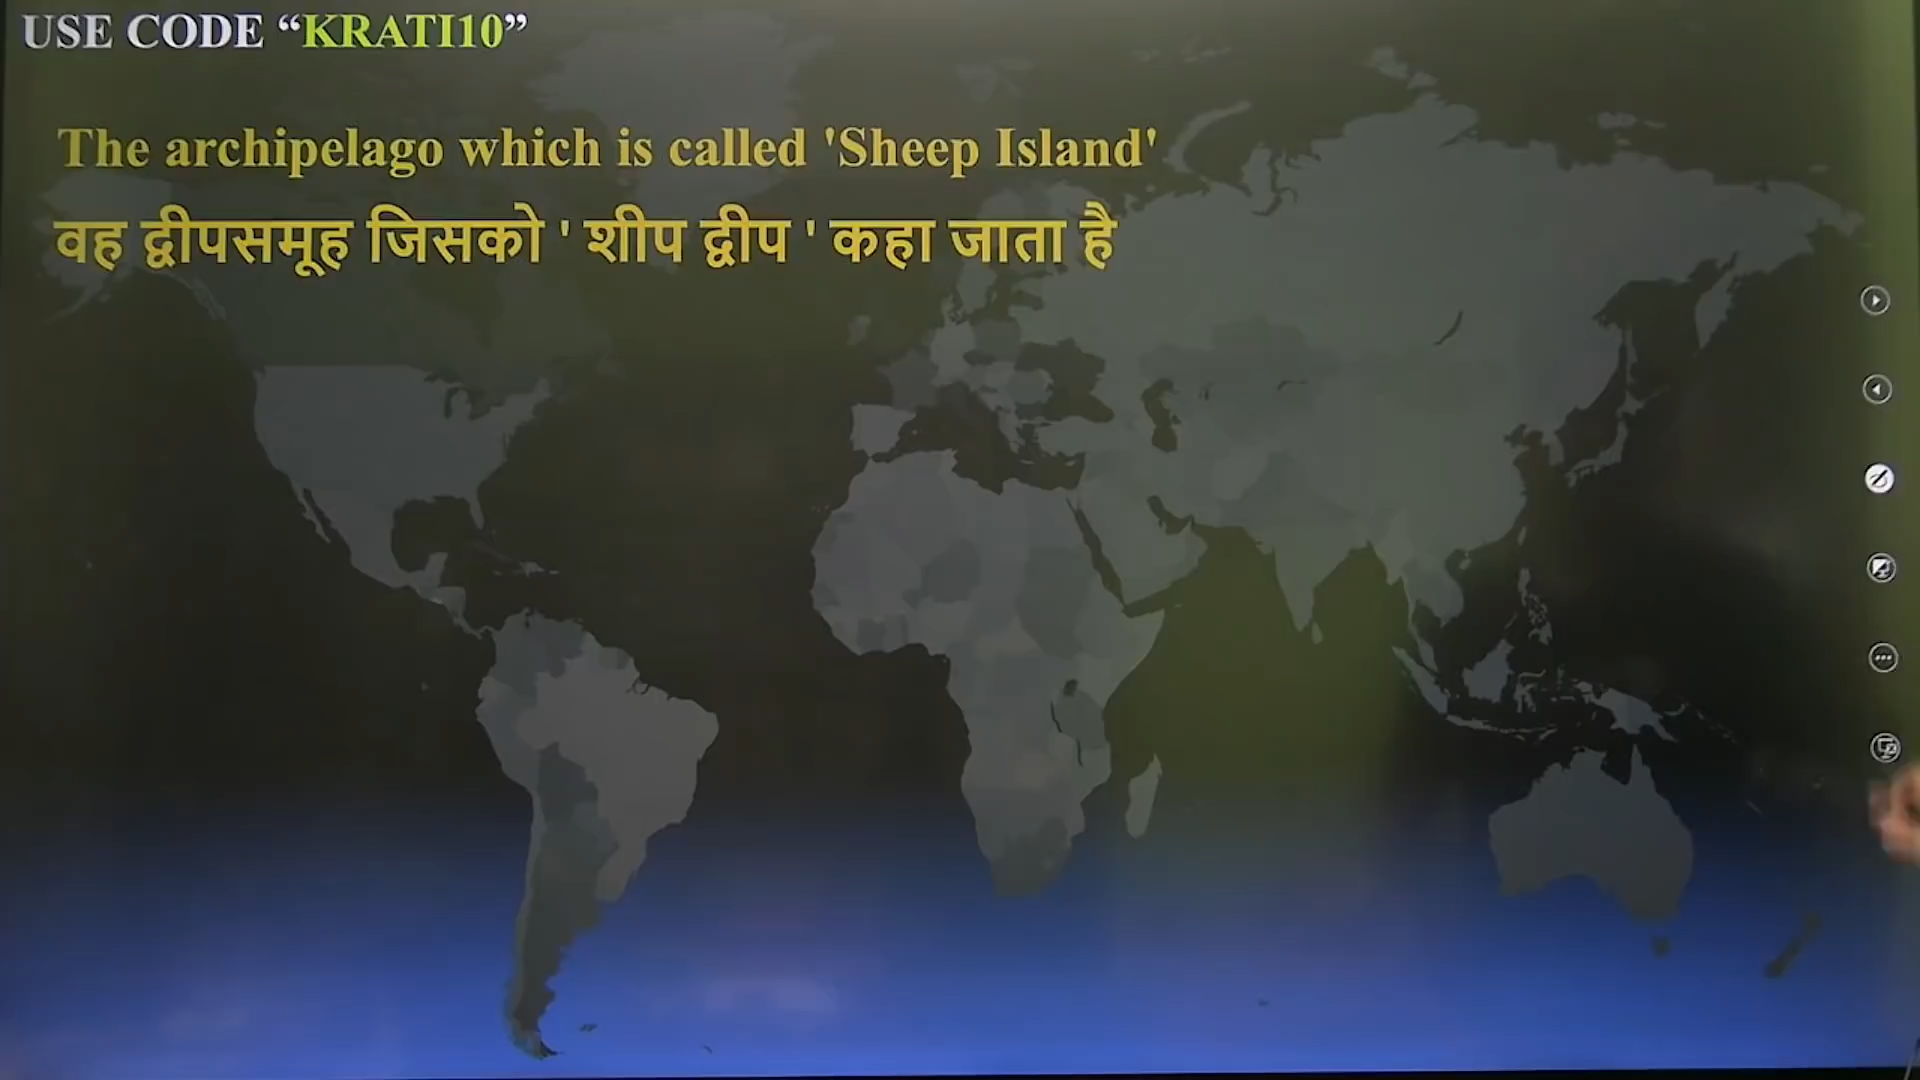 USE CODE “KRATI10”
The archipelago which is called 'Sheep Island'
वह द्वीपसमूह जिसको ' शीप द्वीप ' कहा जाता है